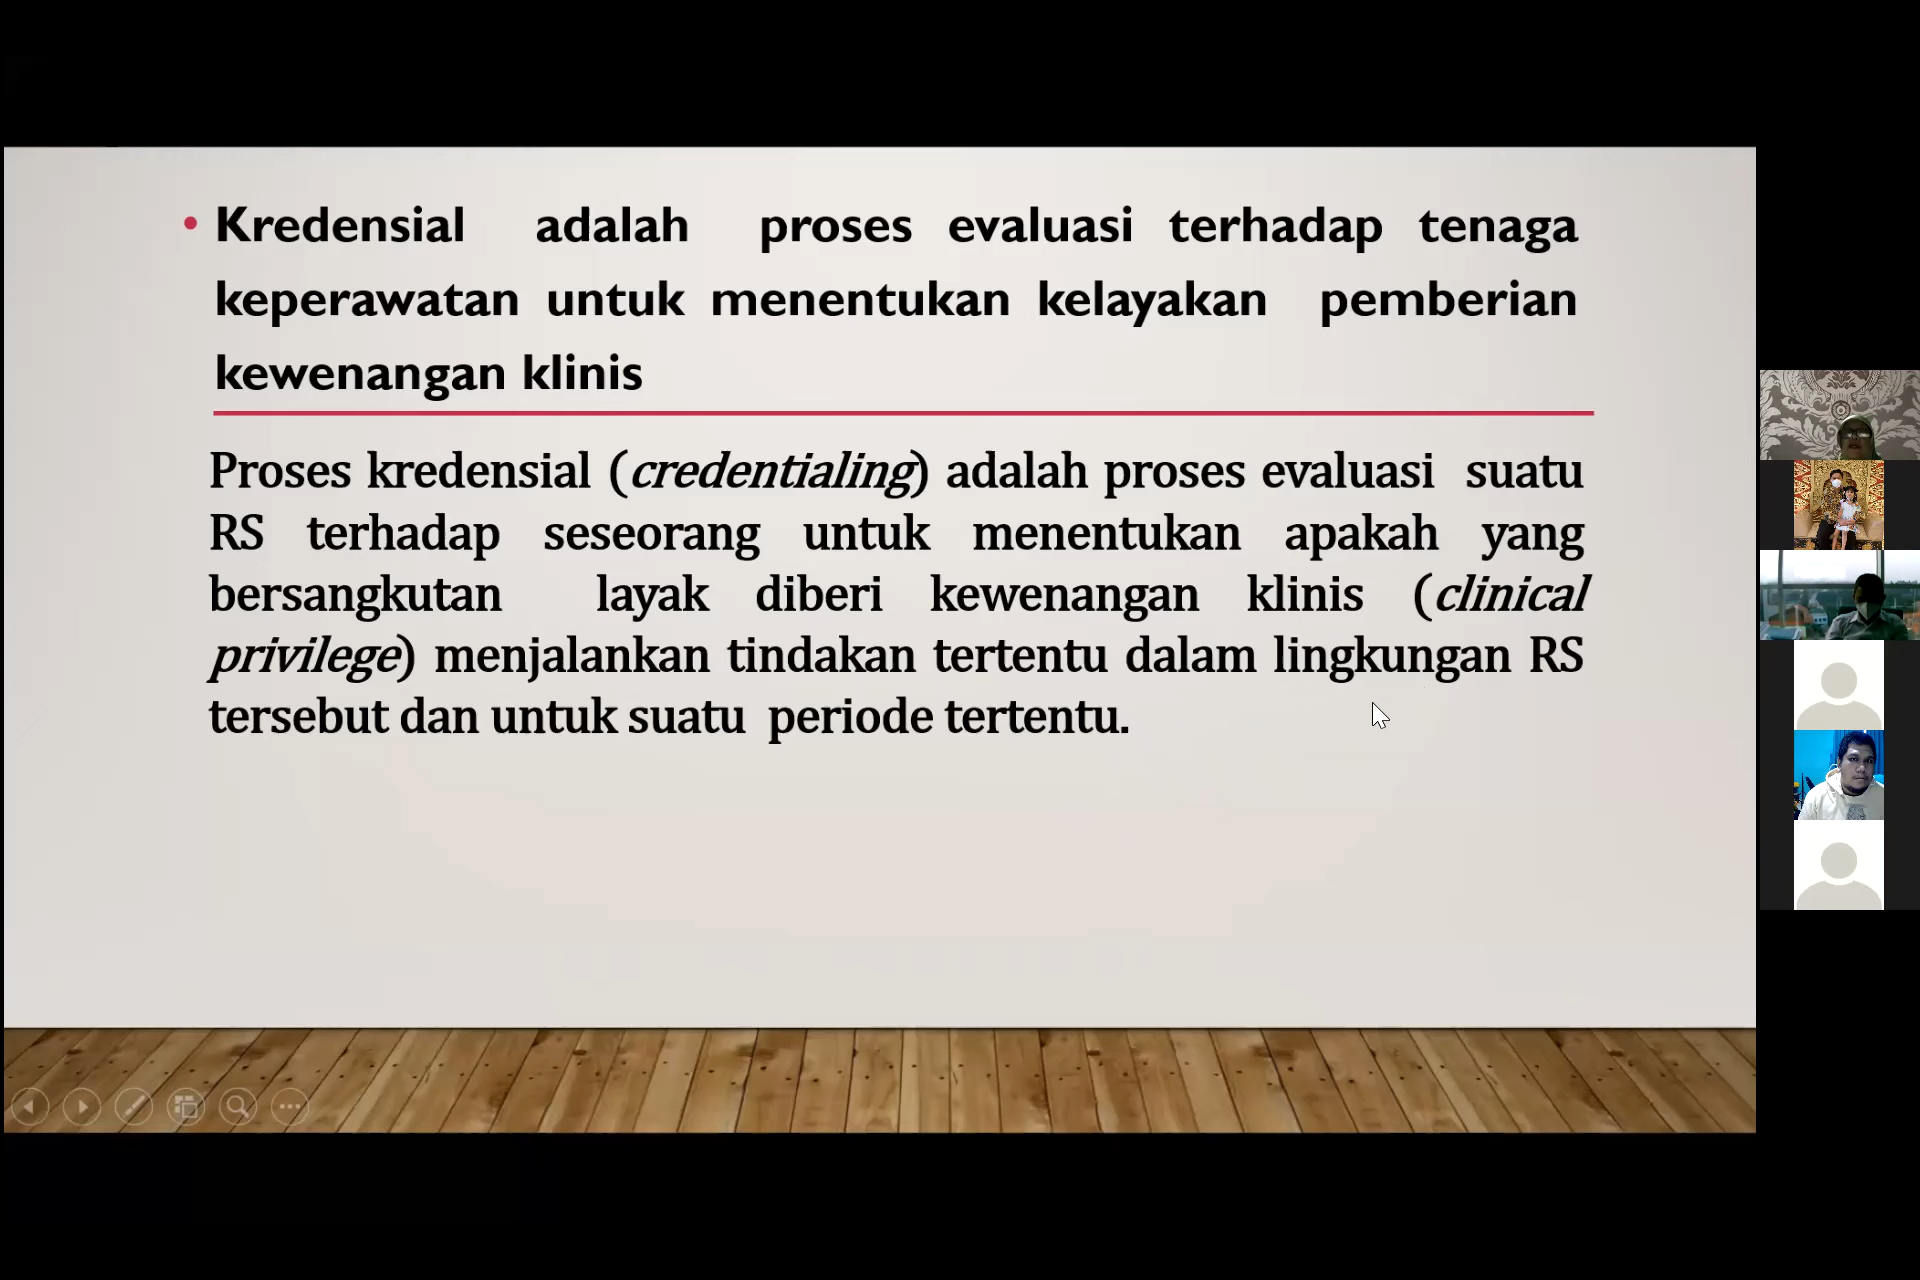 • Kredensial adalah proses evaluasi terhadap tenaga
keperawatan untuk menentukan kelayakan pemberian
kewenangan klinis
Proses kredensial (credentialing) adalah proses evaluasi suatu
RS terhadap seseorang untuk menentukan apakah yang
bersangkutan layak diberi kewenangan klinis (clinical
privilege) menjalankan tindakan tertentu dalam lingkungan RS
tersebut dan untuk suatu periode tertentu.